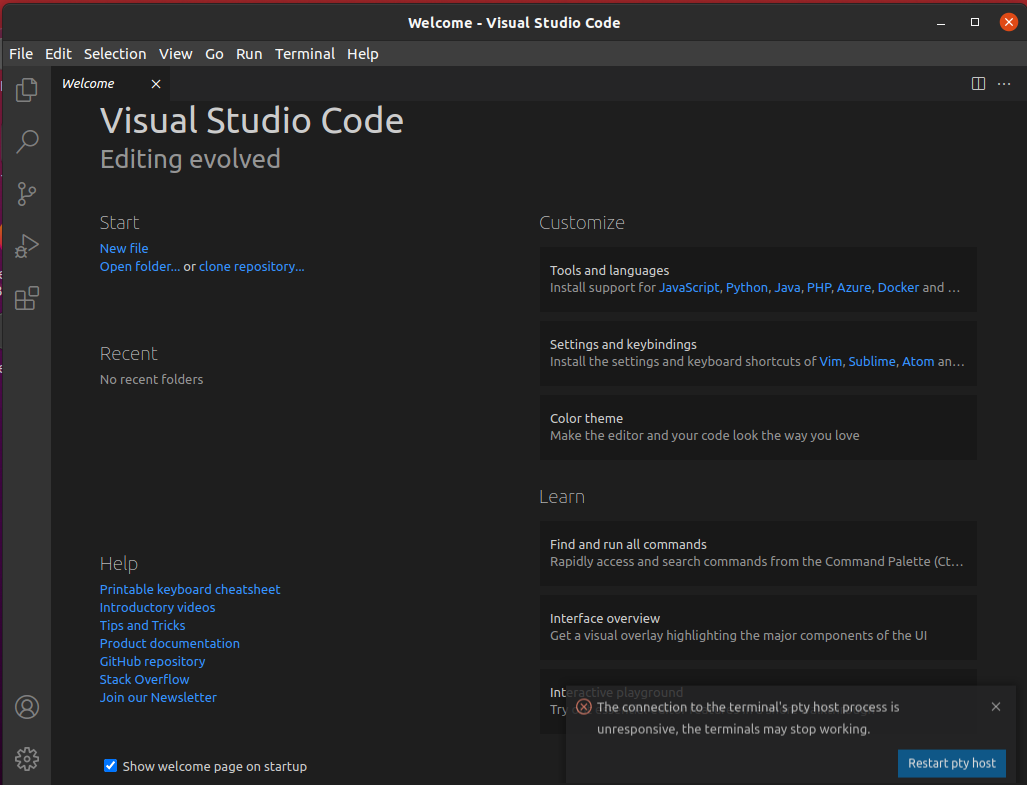 Welcome - Visual Studio Code
File Edit Selection View Go Run Terminal Help
Welcome
Visual Studio Code
Editing evolved
Start
New file
Open folder... or clone repository...
Recent
No recent folders
Help
Printable keyboard cheatsheet
Introductory videos
Tips and Tricks
Product documentation
GitHub repository
Stack Overflow
Join our Newsletter
Show welcome page on startup
Customize
Tools and languages
Install support for JavaScript, Python, Java, PHP, Azure, Docker and ...
Settings and keybindings
Install the settings and keyboard shortcuts of Vim, Sublime, Atom an...
Color theme
Make the editor and your code look the way you love
Learn
Find and run all commands
Rapidly access and search commands from the Command Palette (Ct...
Interface overview
Get a visual overlay highlighting the major components of the UI
Interactive playground
Try
The connection to the terminal's pty host process is
unresponsive, the terminals may stop working.
Restart pty host